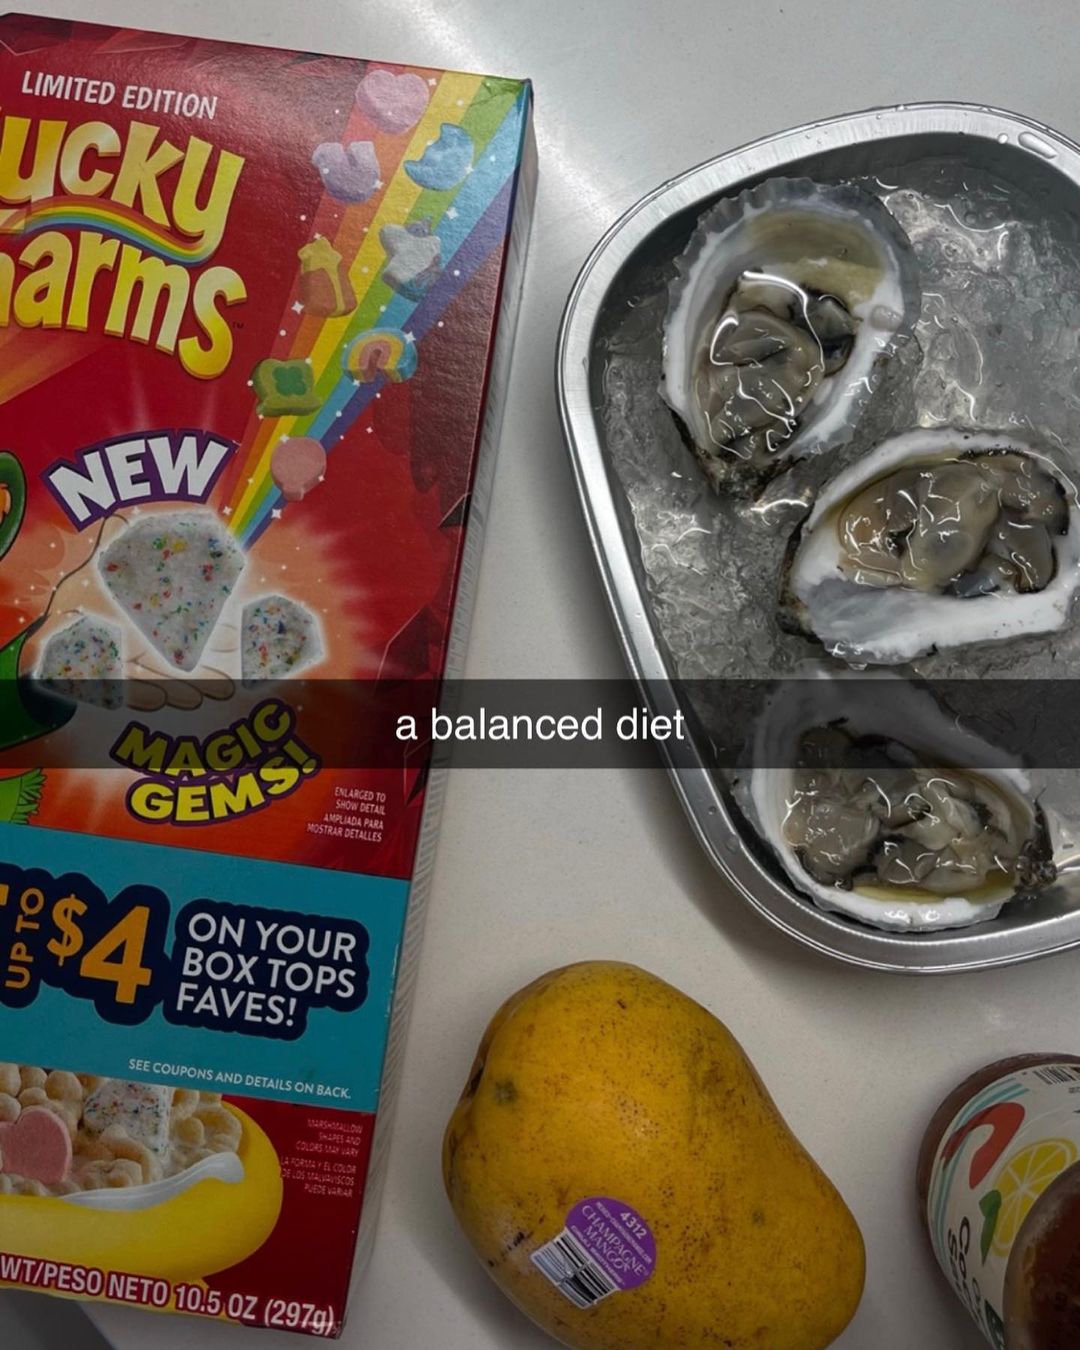 LIMITED EDITION
ucky
harms
NEW
MAGIC
GEMS!
ENLARGED TO
SHOW DETAIL
AMPLIADA PARA
MOSTRAR DETALLES
a balanced diet
UP TO
$4
ON YOUR
BOX TOPS
FAVES!
SEE COUPONS AND DETAILS ON BACK.
MARSHMALLOW
SHAPES AND
COLORS MAY VARY
LA FORMA Y EL COLOR
DE LOS MALVAVISCOS
PUEDE VARIAR
WT/PESO NETO 10.5 OZ (297g)
4312
CHAMPAGNE
MANGOS